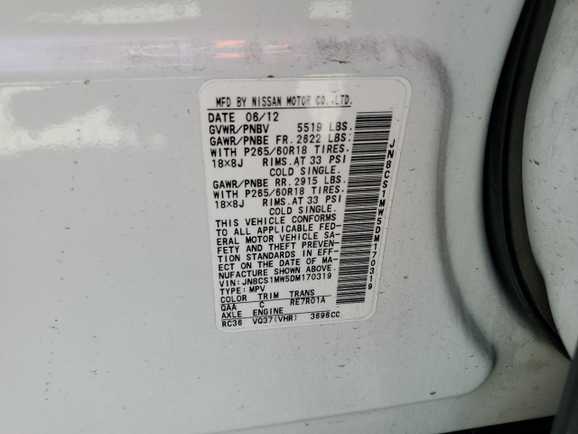 MFD BY NISSAN MOTOR CO.,LTD.
DATE 06/12
GVWR/PNBV 5519 LBS.
GAWR/PNBE FR. 2622 LBS.
WITH P265/60R18 TIRES.
18×8J RIMS.AT 33 PSI
COLD SINGLE.
GAWR/PNBE RR. 2915 LBS.
WITH P265/60R18 TIRES.
18×8J RIMS.AT 33 PSI
COLD SINGLE.
THIS VEHICLE CONFORMS
TO ALL APPLICABLE FED-
ERAL MOTOR VEHICLE SA-
FETY AND THEFT PREVEN-
TION STANDARDS IN EFF-
ECT ON THE DATE OF MA-
NUFACTURE SHOWN ABOVE.
VIN: JN8CS1MW5DM170319
TYPE: MPV
COLOR TRIM TRANS
QAA C RE7R01A
AXLE ENGINE
RC36 VQ37(VHR) 3696CC
JN8CS1MW5DM170319